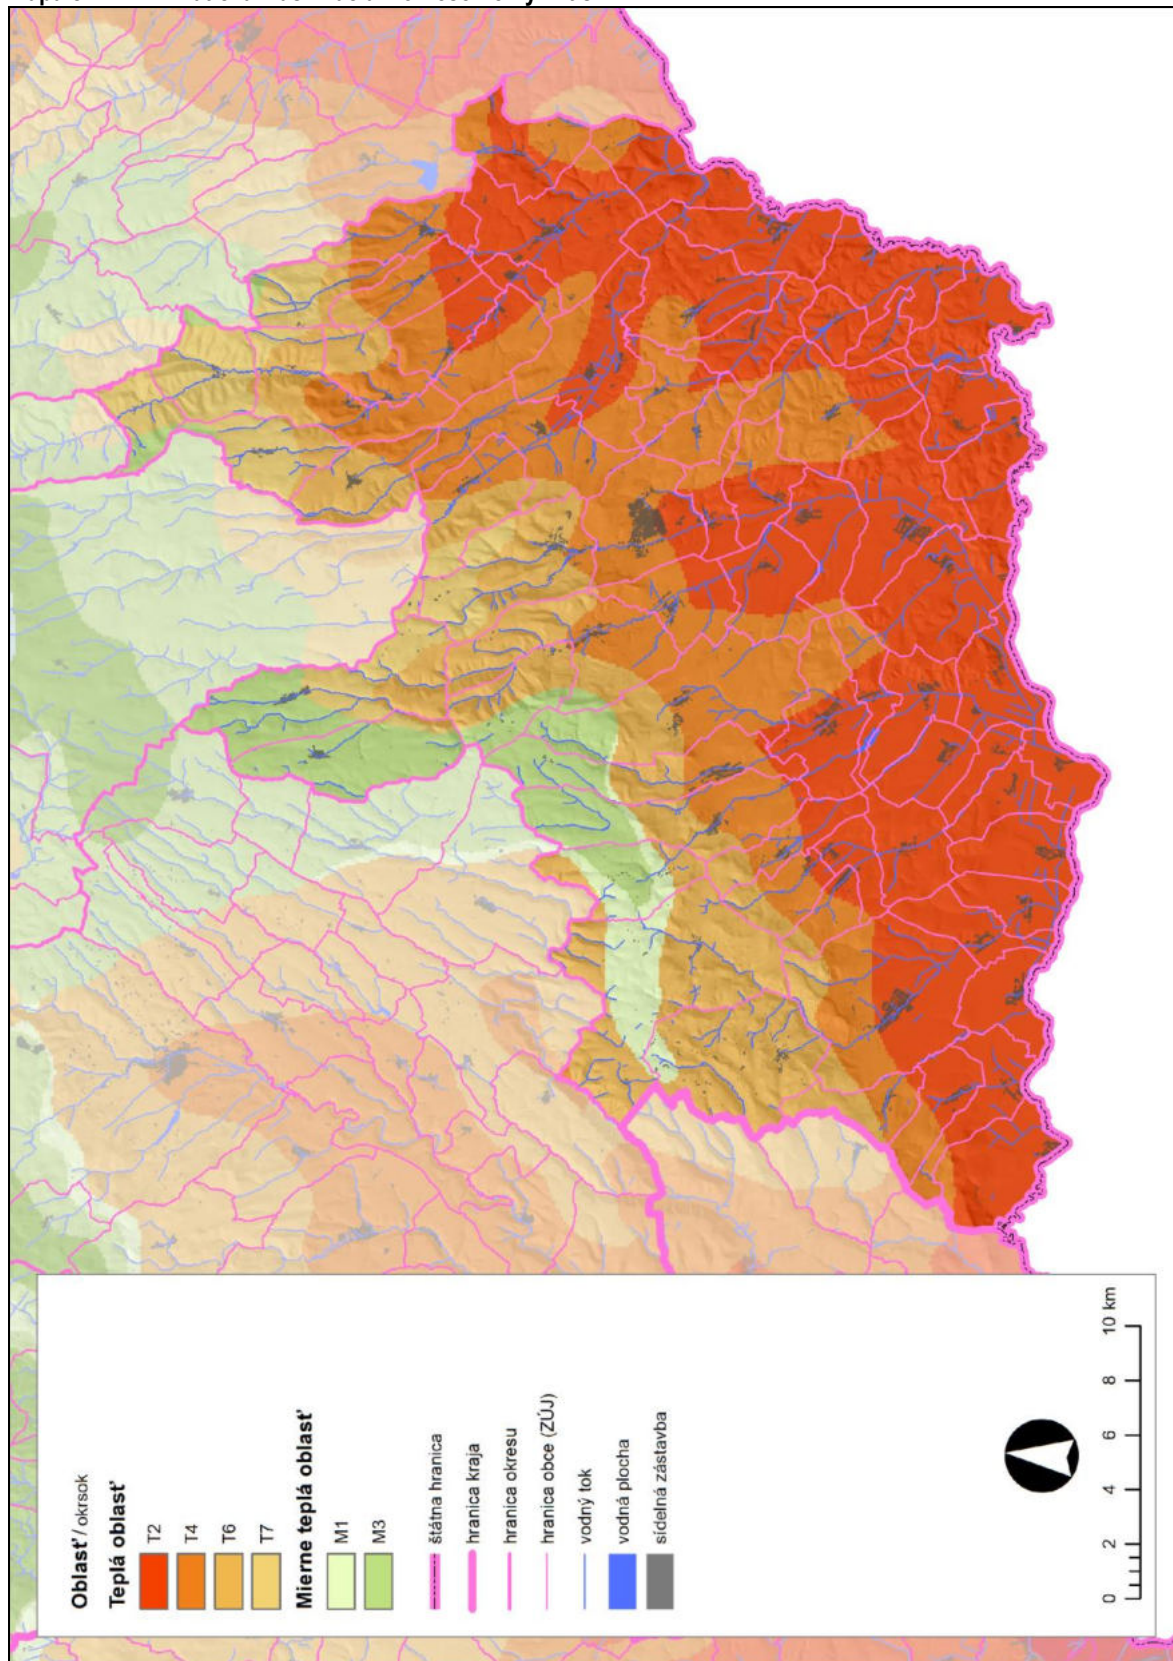 Oblasť / okrsok
Teplá oblasť
T2
T4
T6
T7
Mierne teplá oblasť
M1
M3
štátna hranica
hranica kraja
hranica okresu
hranica obce (ZÚJ)
vodný tok
vodná plocha
sídelná zástavba
0 2 4 6 8 10 km